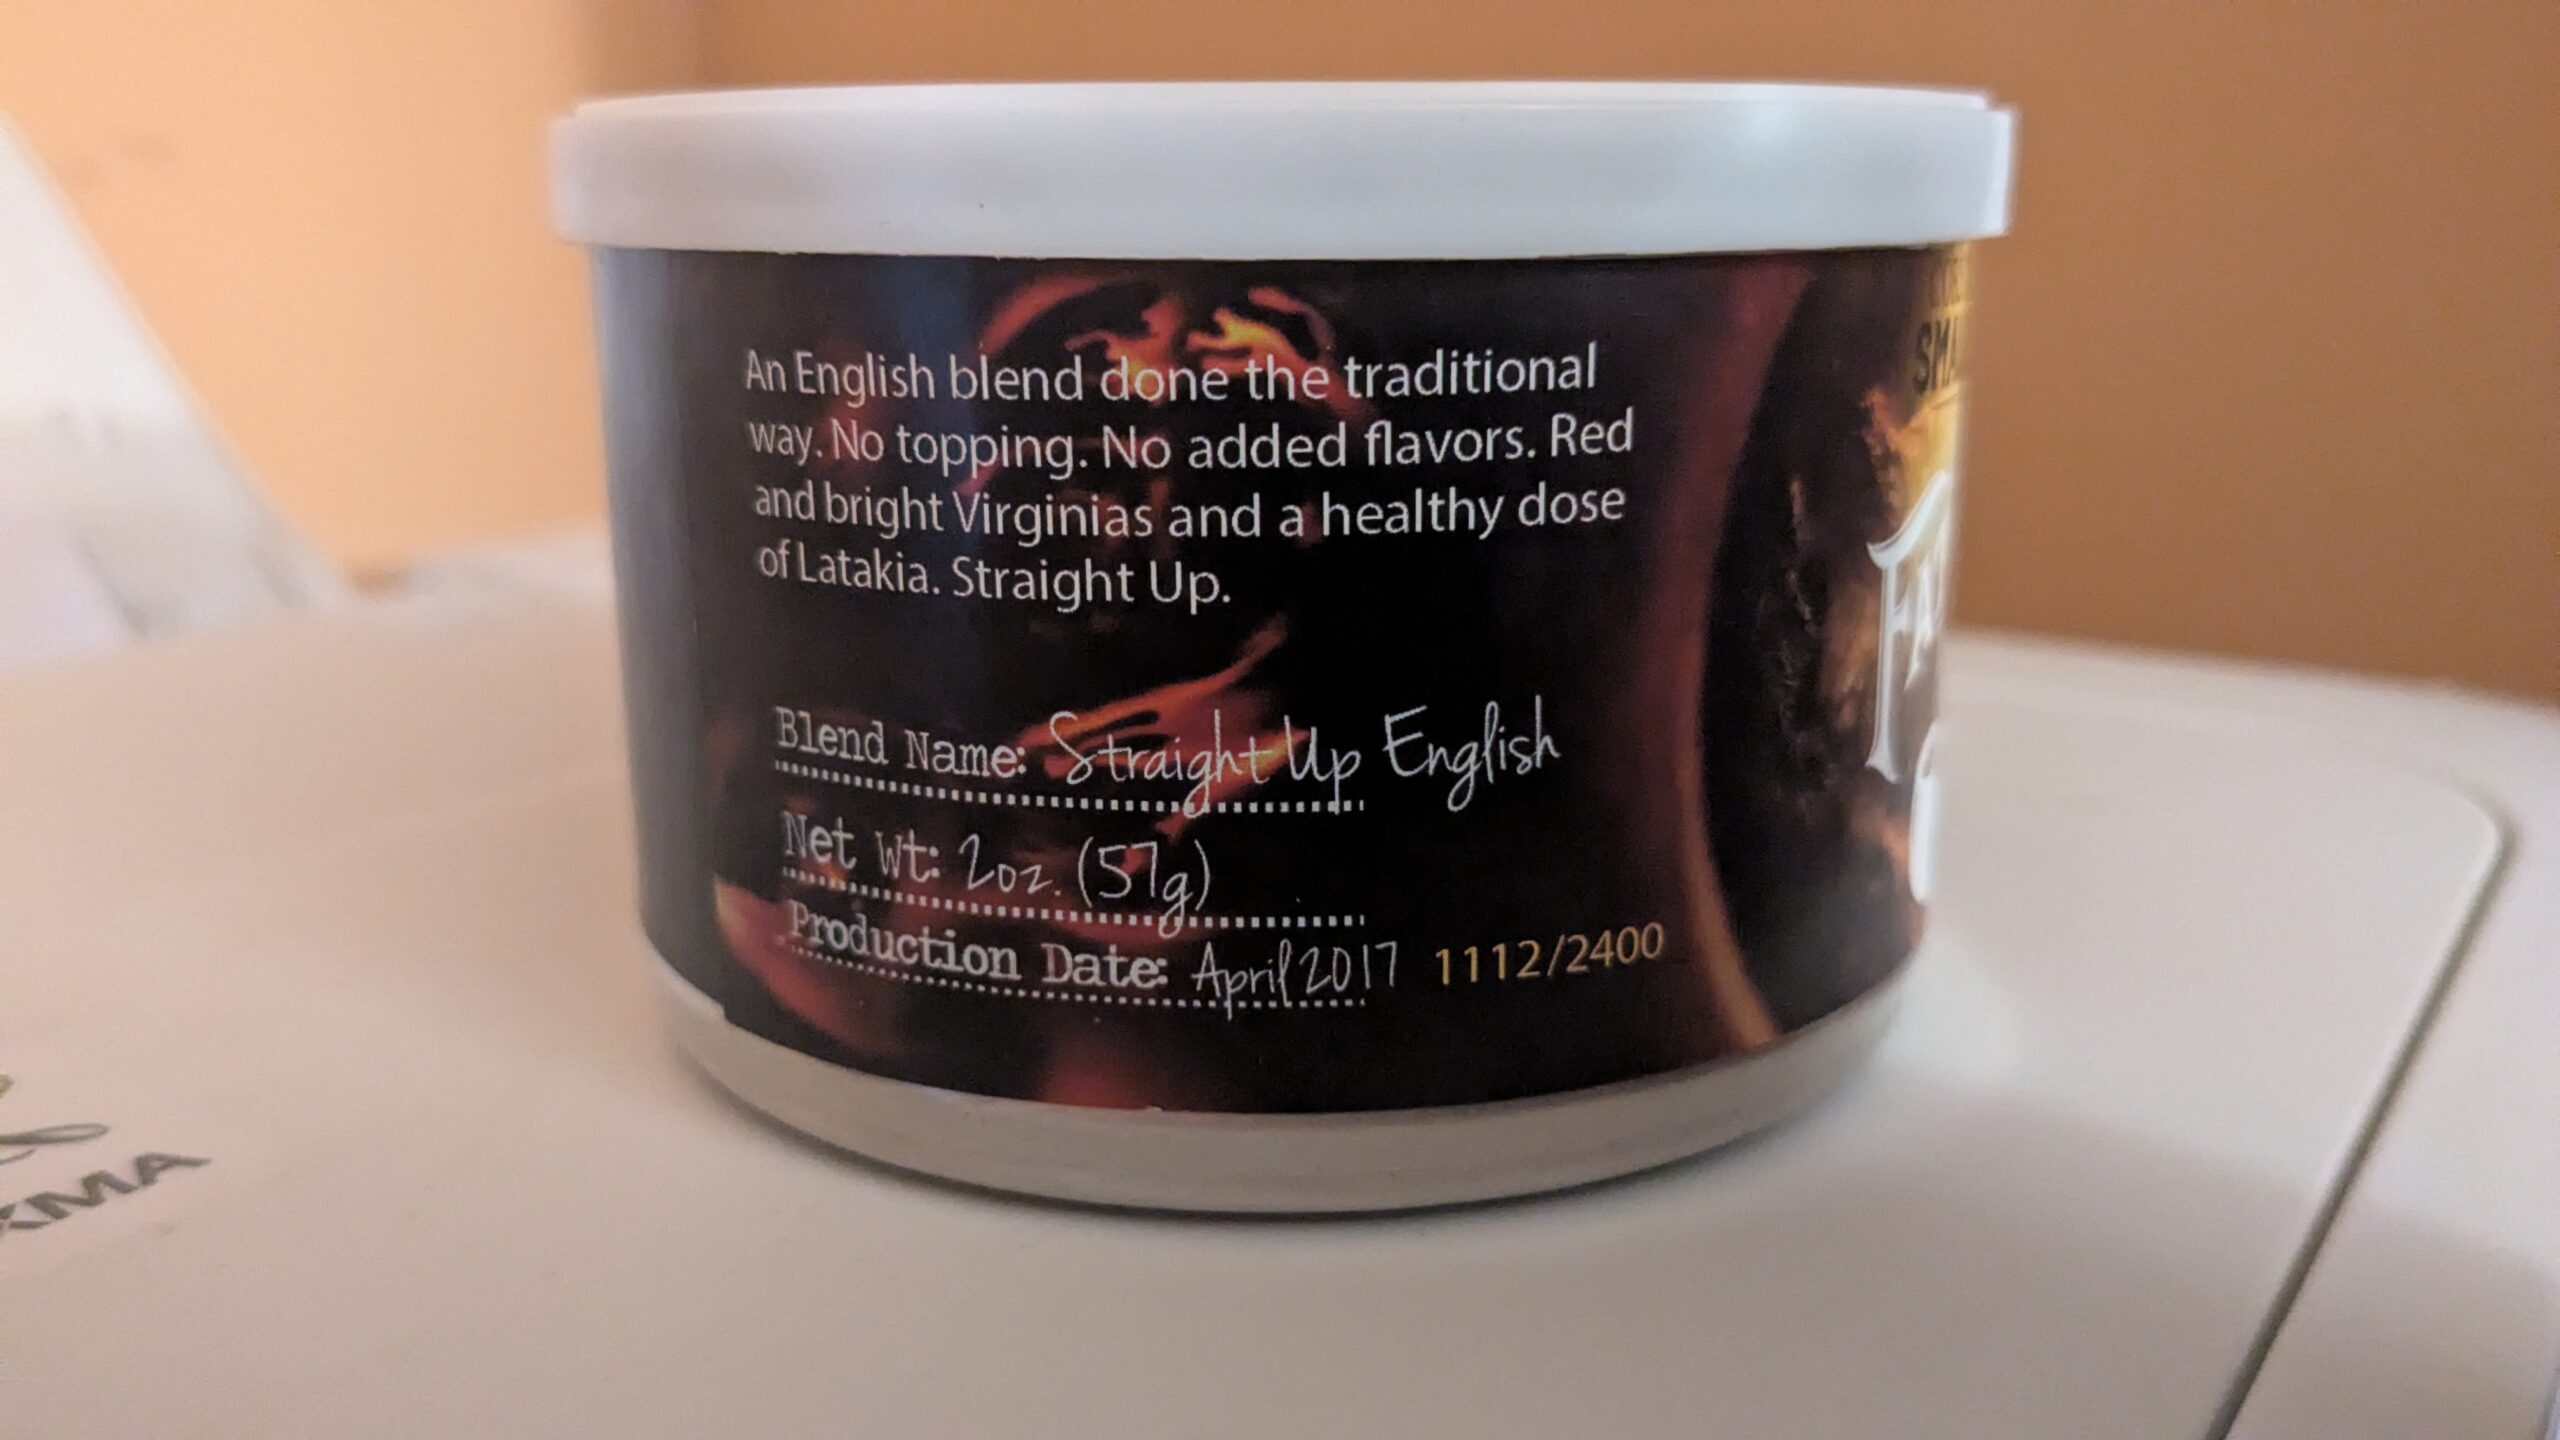 An English blend done the traditional
way. No topping. No added flavors. Red
and bright Virginias and a healthy dose
of Latakia. Straight Up.
Blend Name: Straight Up English
Net Wt: 2oz. (57g)
Production Date: April 2017 1112/2400